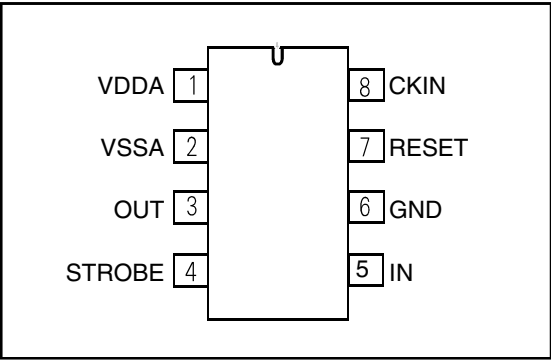 VDDA 1 8 CKIN
VSSA 2 7 RESET
OUT 3 6 GND
STROBE 4 5 IN